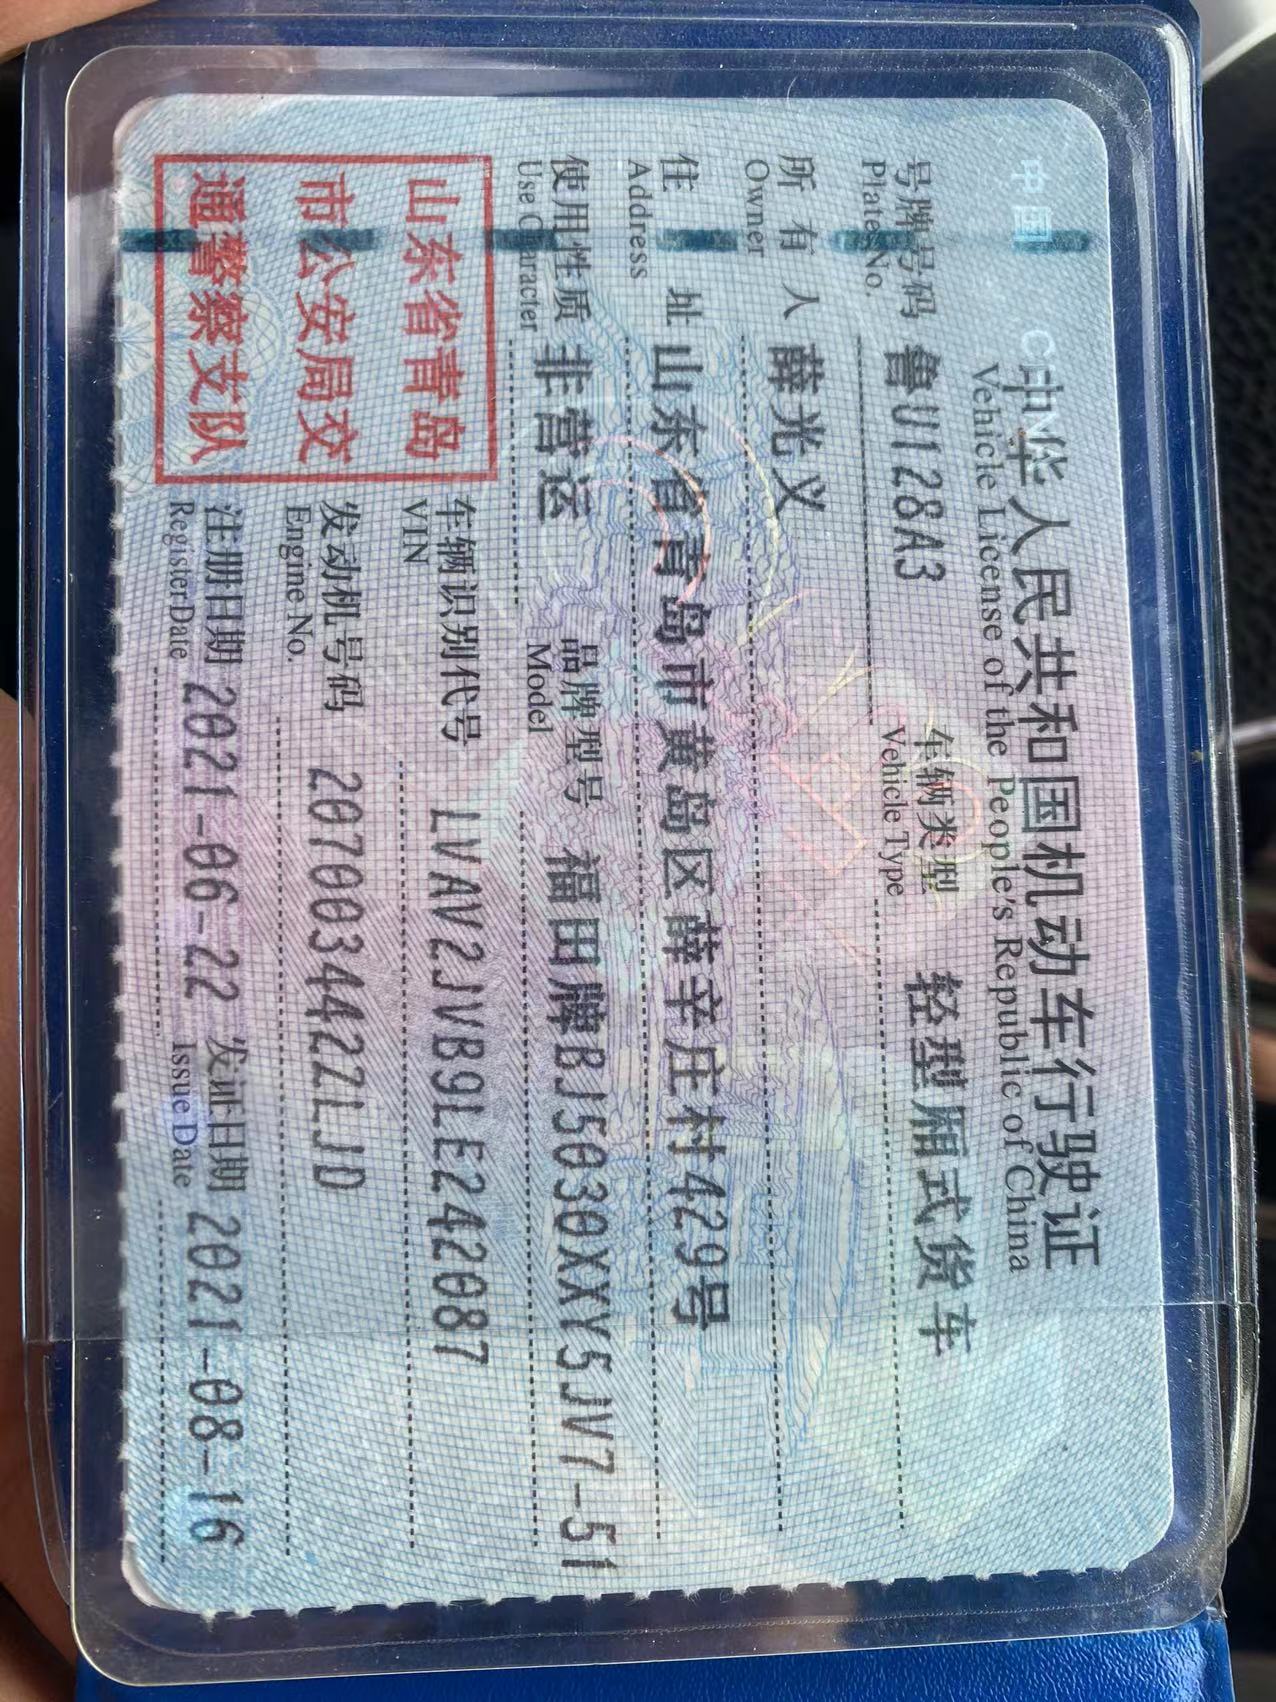 中国 CHINA
中华人民共和国机动车行驶证
Vehicle License of the People's Republic of China
号牌号码 鲁U128A3 车辆类型 轻型厢式货车
Plate No. Vehicle Type
所有人 薛光义
Owner
住址 山东省青岛市黄岛区薛辛庄村429号
Address
使用性质 非营运 品牌型号 福田牌BJ5030XXY5JV7-51
Use Character Model
山东省青岛
市公安局交
通警察支队
车辆识别代号 LVAV2JVB9LE242087
VIN
发动机号码 2070034422LJD
Engine No.
注册日期 2021-06-22 发证日期 2021-08-16
Register Date Issue Date